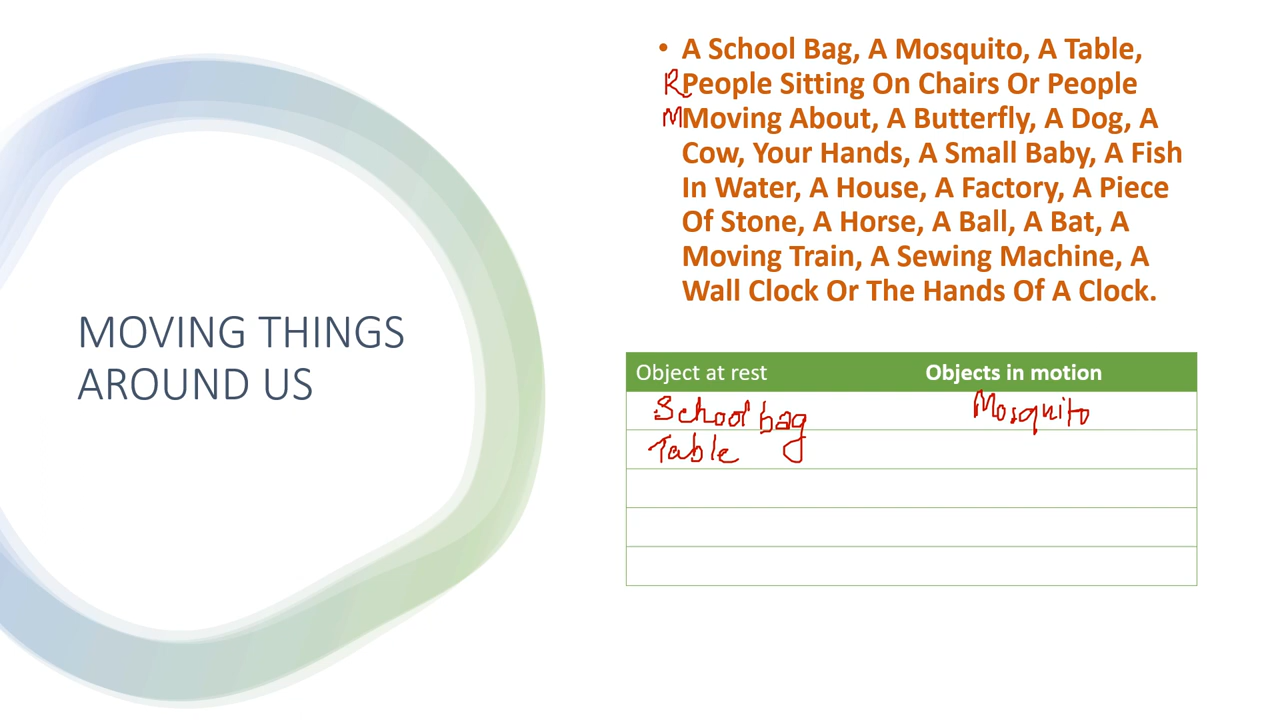 MOVING THINGS
AROUND US
• A School Bag, A Mosquito, A Table,
R People Sitting On Chairs Or People
M Moving About, A Butterfly, A Dog, A
Cow, Your Hands, A Small Baby, A Fish
In Water, A House, A Factory, A Piece
Of Stone, A Horse, A Ball, A Bat, A
Moving Train, A Sewing Machine, A
Wall Clock Or The Hands Of A Clock.
Object at rest Objects in motion
School bag Mosquito
Table